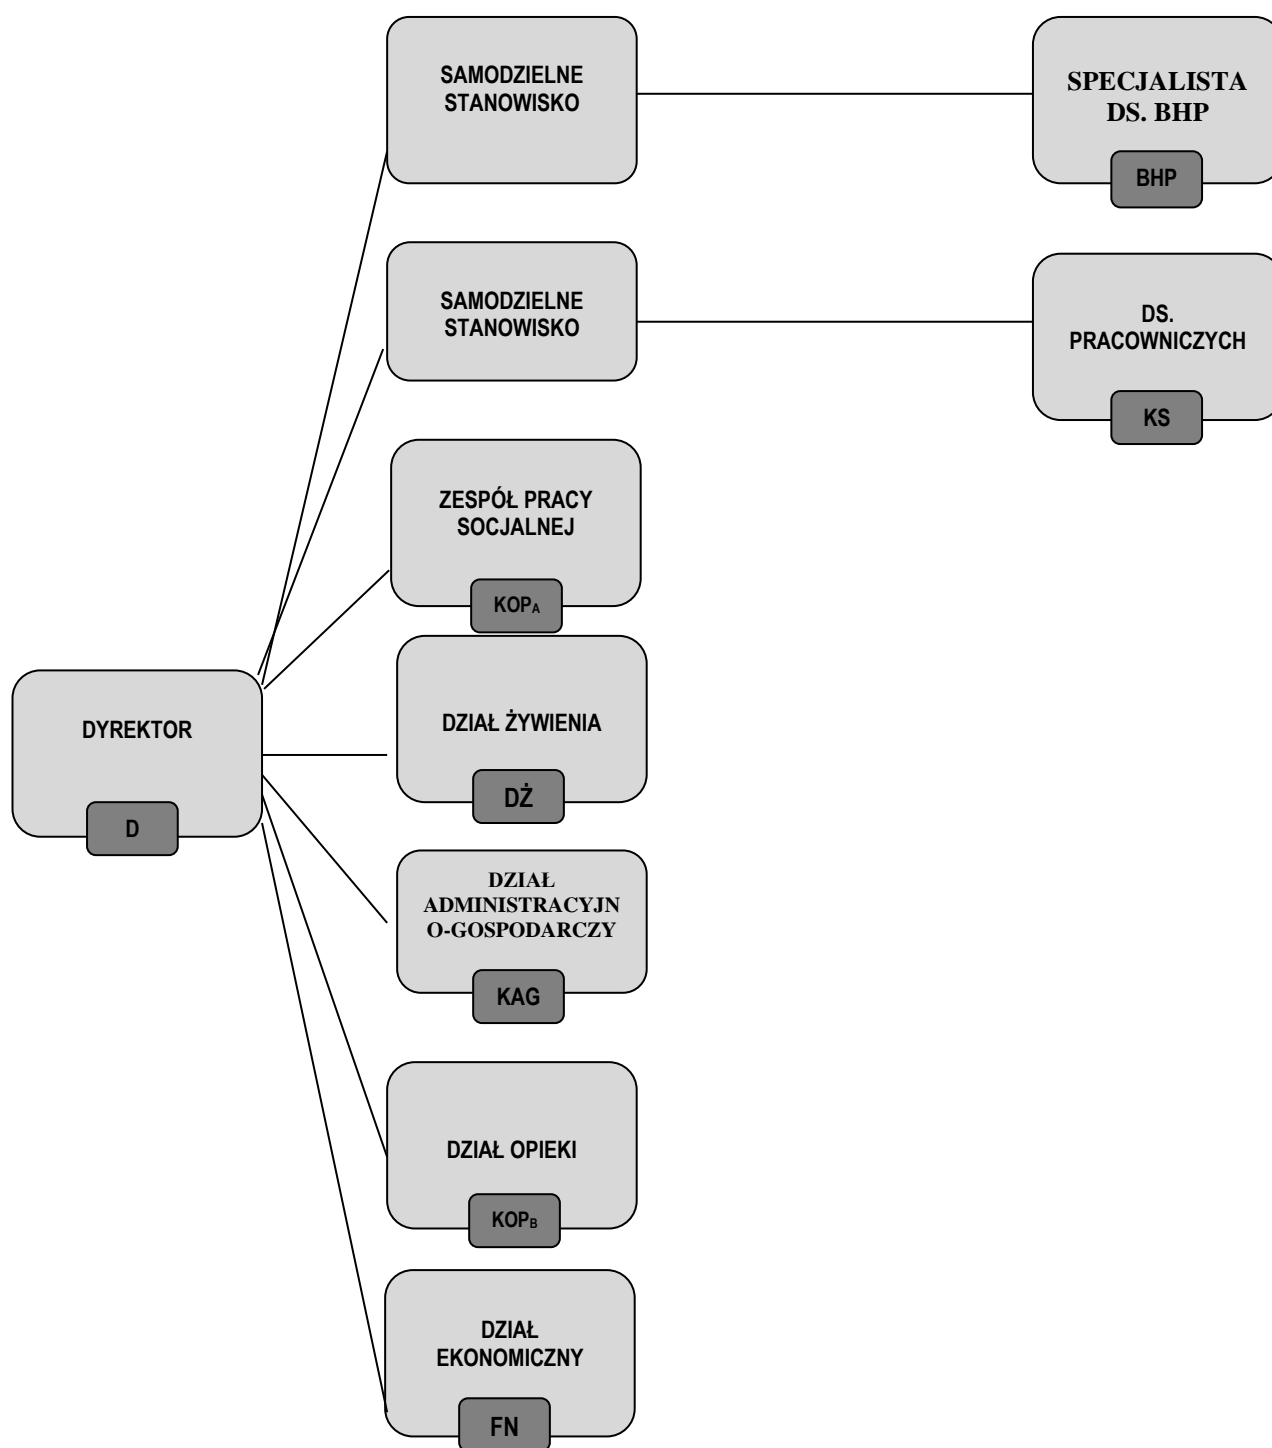 SAMODZIELNE
STANOWISKO
SPECJALISTA
DS. BHP
BHP
SAMODZIELNE
STANOWISKO
DS.
PRACOWNICZYCH
KS
ZESPÓŁ PRACY
SOCJALNEJ
KOPA
DYREKTOR
D
DZIAŁ ŻYWIENIA
DŻ
DZIAŁ
ADMINISTRACYJN
O-GOSPODARCZY
KAG
DZIAŁ OPIEKI
KOPB
DZIAŁ
EKONOMICZNY
FN